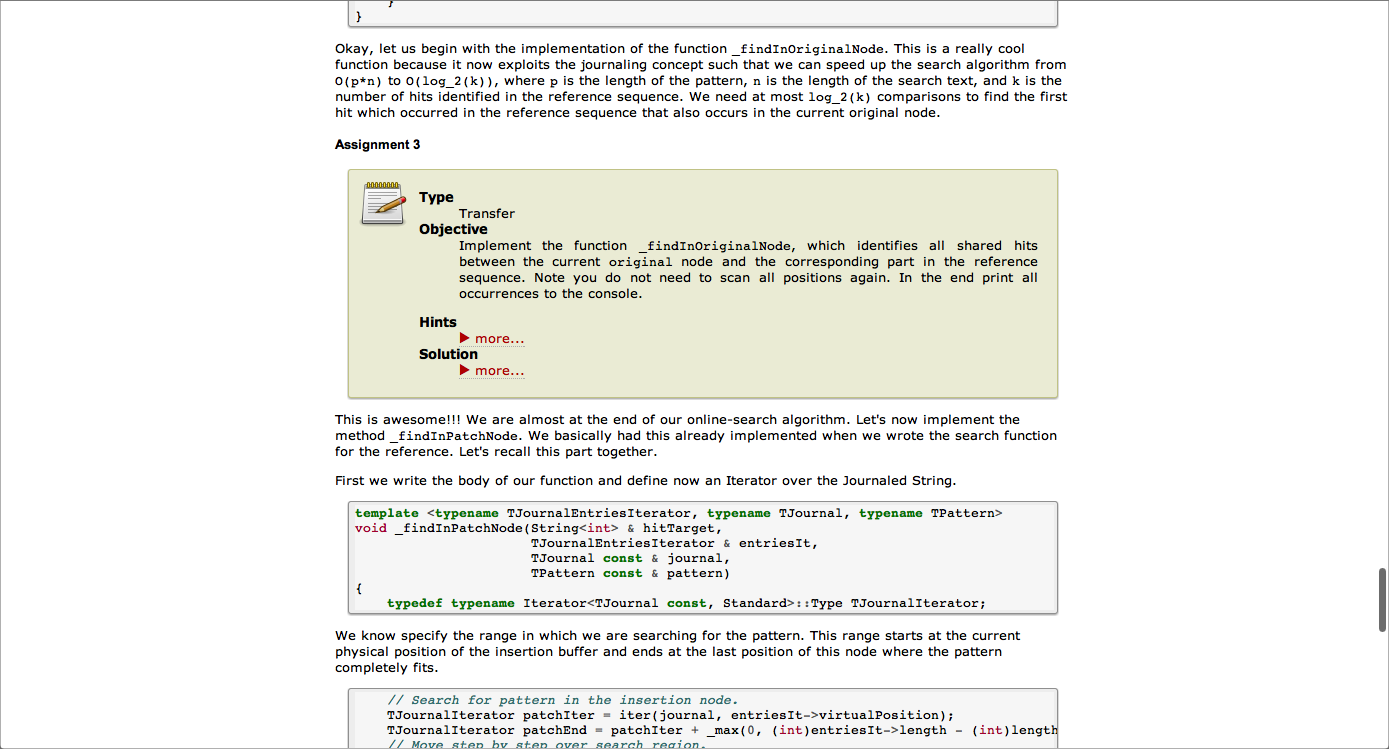 }
}
Okay, let us begin with the implementation of the function _findInOriginalNode. This is a really cool
function because it now exploits the journaling concept such that we can speed up the search algorithm from
O(p*n) to O(log_2(k)), where p is the length of the pattern, n is the length of the search text, and k is the
number of hits identified in the reference sequence. We need at most log_2(k) comparisons to find the first
hit which occurred in the reference sequence that also occurs in the current original node.
Assignment 3
Type
Transfer
Objective
Implement the function _findInOriginalNode, which identifies all shared hits
between the current original node and the corresponding part in the reference
sequence. Note you do not need to scan all positions again. In the end print all
occurrences to the console.
Hints
more...
Solution
more...
This is awesome!!! We are almost at the end of our online-search algorithm. Let's now implement the
method _findInPatchNode. We basically had this already implemented when we wrote the search function
for the reference. Let's recall this part together.
First we write the body of our function and define now an Iterator over the Journaled String.
template <typename TJournalEntriesIterator, typename TJournal, typename TPattern>
void _findInPatchNode(String<int> & hitTarget,
TJournalEntriesIterator & entriesIt,
TJournal const & journal,
TPattern const & pattern)
{
typedef typename Iterator<TJournal const, Standard>::Type TJournalIterator;
We know specify the range in which we are searching for the pattern. This range starts at the current
physical position of the insertion buffer and ends at the last position of this node where the pattern
completely fits.
// Search for pattern in the insertion node.
TJournalIterator patchIter = iter(journal, entriesIt->virtualPosition);
TJournalIterator patchEnd = patchIter + _max(0, (int)entriesIt->length - (int)length
// Move step by step over search region.